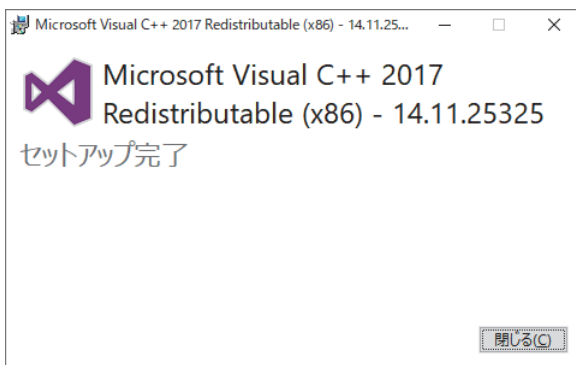 Microsoft Visual C++ 2017 Redistributable (x86) - 14.11.25...
Microsoft Visual C++ 2017
Redistributable (x86) - 14.11.25325
セットアップ完了
閉じる(C)